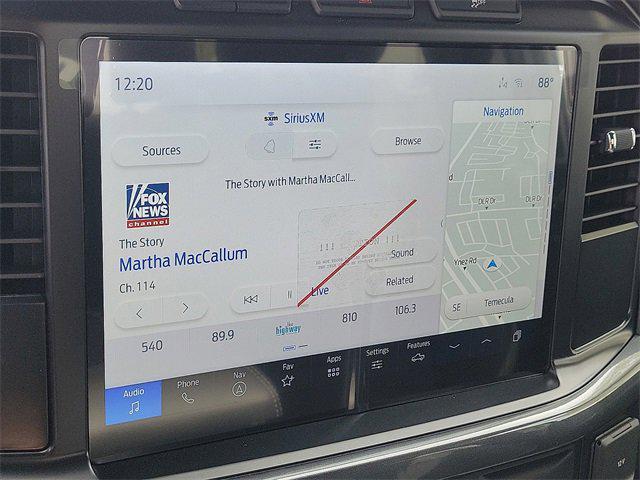 12:20
88°
sxm SiriusXM
Navigation
Sources
Browse
The Story with Martha MacCall...
FOX
NEWS
channel
The Story
Martha MacCallum
Ch. 114
Live
Sound
Related
DLR Dr
DLR Dr
Ynez Rd
SE
Temecula
540
89.9
the highway
810
106.3
Audio
Phone
Nav
Fav
Apps
Settings
Features
12V